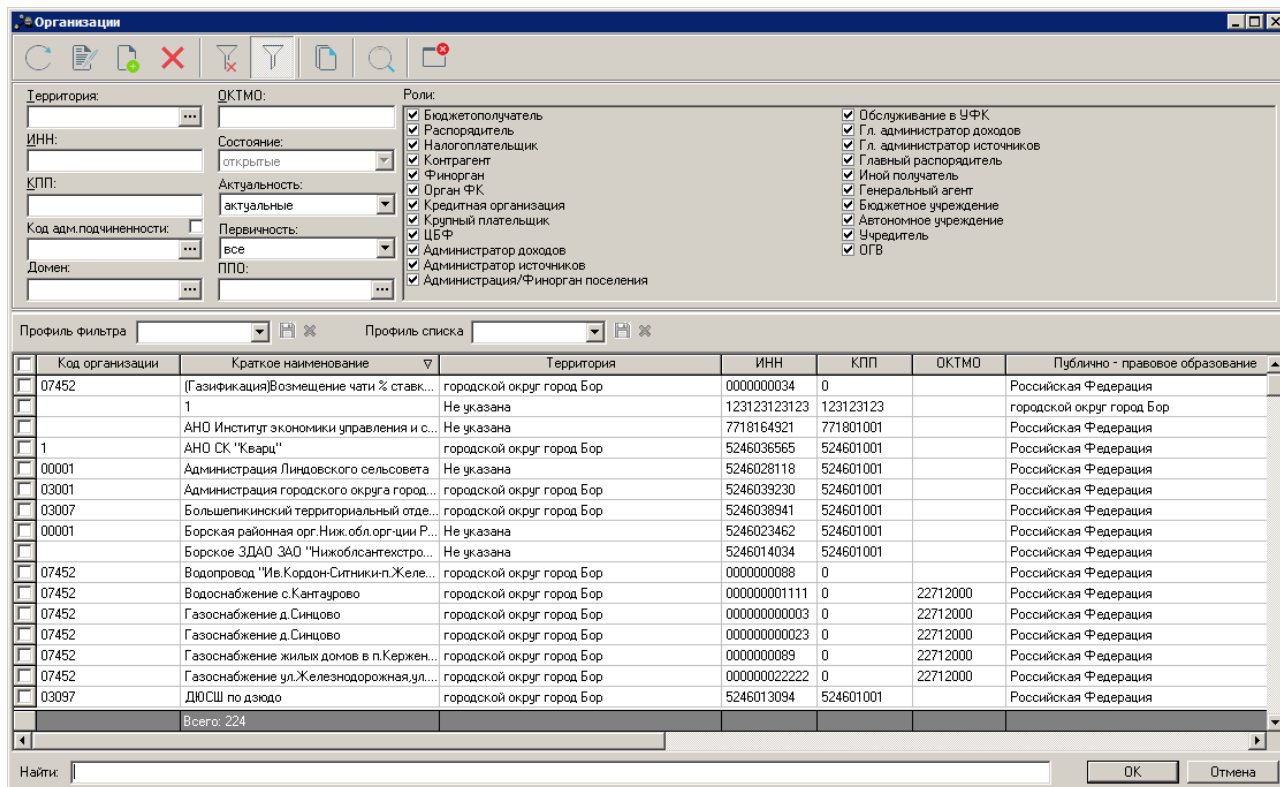 Организации
Территория:
ОКТМО:
Роли:
ИНН:
Состояние:
открытые
КПП:
Актуальность:
актуальные
Код адм.подчиненности:
Первичность:
все
Домен:
ППО:
Бюджетополучатель
Распорядитель
Налогоплательщик
Контрагент
Финорган
Орган ФК
Кредитная организация
Крупный плательщик
ЦБФ
Администратор доходов
Администратор источников
Администрация/Финорган поселения
Обслуживание в УФК
Гл. администратор доходов
Гл. администратор источников
Главный распорядитель
Иной получатель
Генеральный агент
Бюджетное учреждение
Автономное учреждение
Учредитель
ОГВ
Профиль фильтра Профиль списка
Код организации Краткое наименование Территория ИНН КПП ОКТМО Публично - правовое образование
07452 (Газификация)Возмещение чати % ставк... городской округ город Бор 0000000034 0 Российская Федерация
1 Не указана 123123123123 123123123 городской округ город Бор
АНО Институт экономики управления и с... Не указана 7718164921 771801001 Российская Федерация
1 АНО СК "Кварц" городской округ город Бор 5246036565 524601001 Российская Федерация
00001 Администрация Линдовского сельсовета Не указана 5246028118 524601001 Российская Федерация
03001 Администрация городского округа город... городской округ город Бор 5246039230 524601001 Российская Федерация
03007 Большепикинский территориальный отде... городской округ город Бор 5246038941 524601001 Российская Федерация
00001 Борская районная орг.Ниж.обл.орг-ции Р... Не указана 5246023462 524601001 Российская Федерация
Борское ЗДАО ЗАО "Нижоблсантехстро... Не указана 5246014034 524601001 Российская Федерация
07452 Водопровод "Ив.Кордон-Ситники-п.Желе... городской округ город Бор 0000000088 0 Российская Федерация
07452 Водоснабжение с.Кантаурово городской округ город Бор 000000001111 0 22712000 Российская Федерация
07452 Газоснабжение д.Синцово городской округ город Бор 000000000003 0 22712000 Российская Федерация
07452 Газоснабжение д.Синцово городской округ город Бор 000000000023 0 22712000 Российская Федерация
07452 Газоснабжение жилых домов в п.Кержен... городской округ город Бор 0000000089 0 22712000 Российская Федерация
07452 Газоснабжение ул.Железнодорожная,ул.... городской округ город Бор 000000022222 0 22712000 Российская Федерация
03097 ДЮСШ по дзюдо городской округ город Бор 5246013094 524601001 Российская Федерация
Всего: 224
Найти: OK Отмена